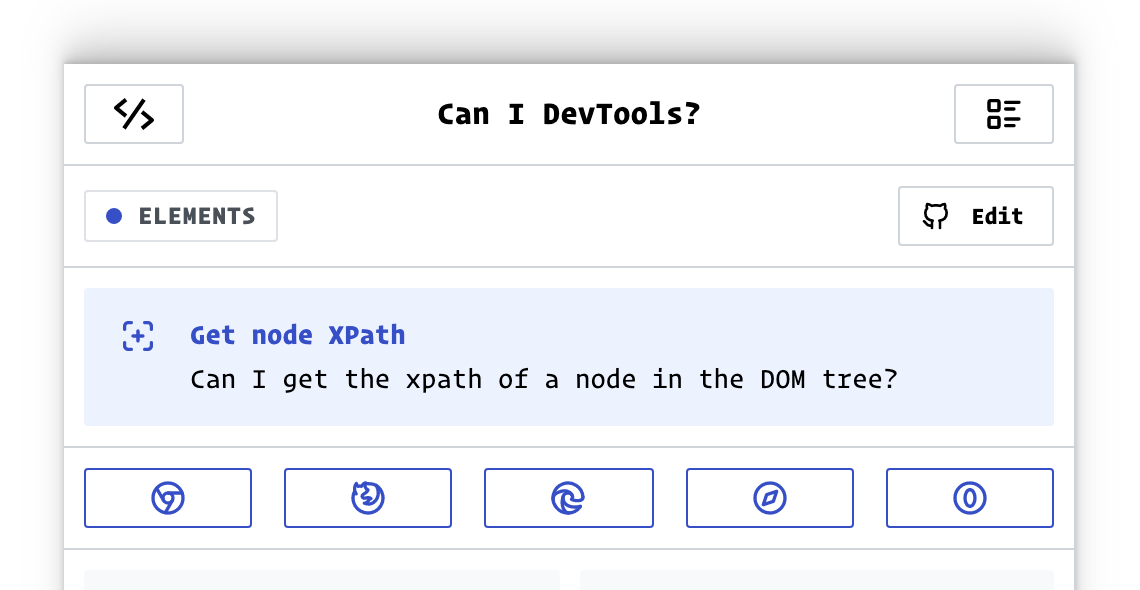 Can I DevTools?
ELEMENTS
Edit
Get node XPath
Can I get the xpath of a node in the DOM tree?